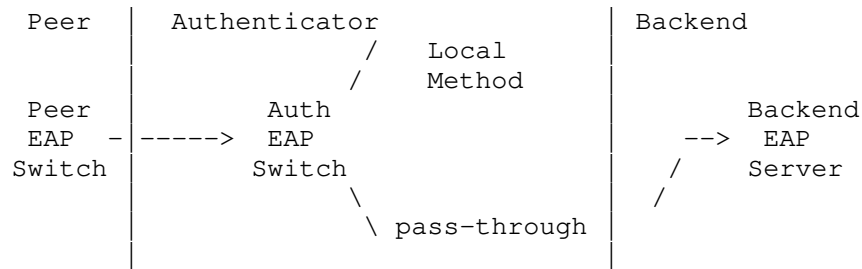 Peer | Authenticator | Backend
| / Local |
| / Method |
Peer | Auth | Backend
EAP -|-----> EAP | --> EAP
Switch | Switch | / Server
| \ | /
| \ pass-through |
| |